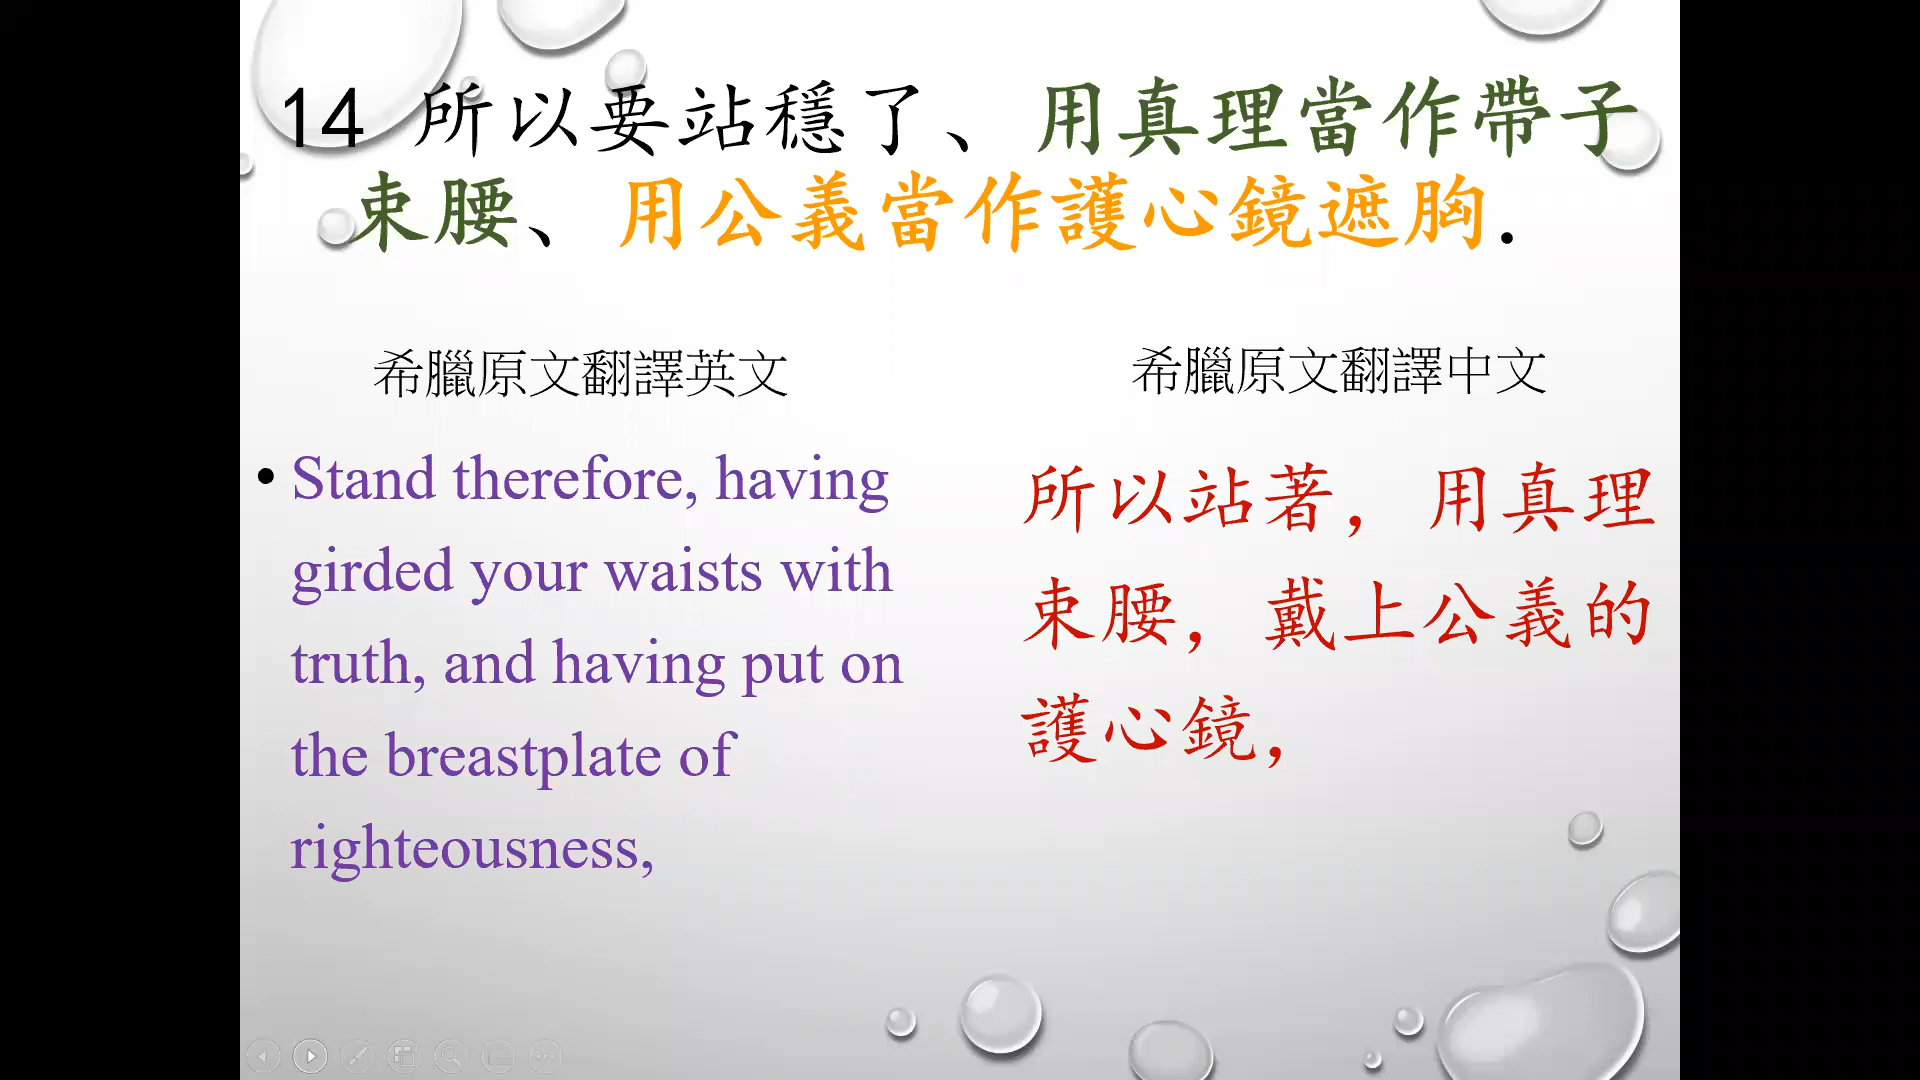 14 所以要站穩了、用真理當作帶子
束腰、用公義當作護心鏡遮胸.
希臘原文翻譯英文
• Stand therefore, having
girded your waists with
truth, and having put on
the breastplate of
righteousness,
希臘原文翻譯中文
所以站著，用真理
束腰，戴上公義的
護心鏡，